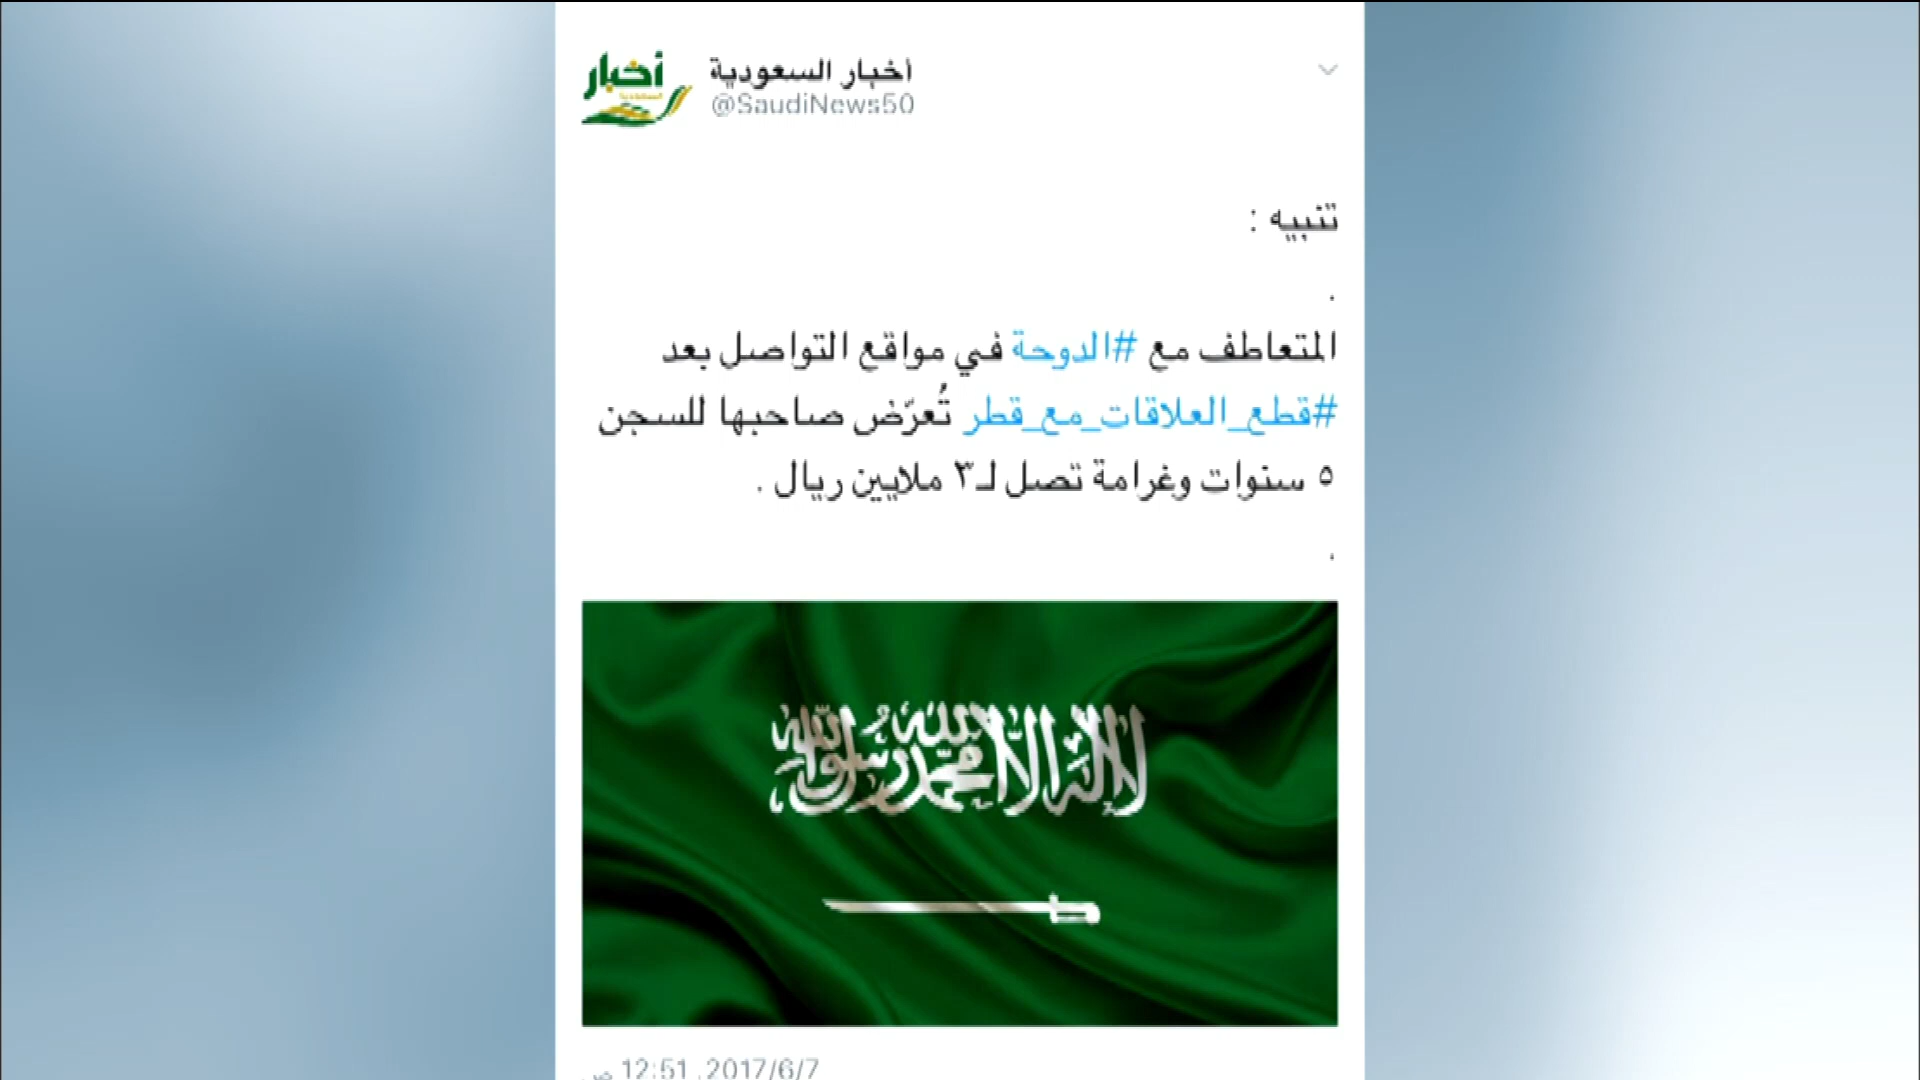 أخبار
السعودية
أخبار السعودية
@SaudiNews50
تنبيه :
.
المتعاطف مع #الدوحة في مواقع التواصل بعد
#قطع_العلاقات_مع_قطر تُعرّض صاحبها للسجن
٥ سنوات وغرامة تصل لـ٣ ملايين ريال .
.
لا إله إلا الله محمد رسول الله
12:51 ,2017/6/7 ص